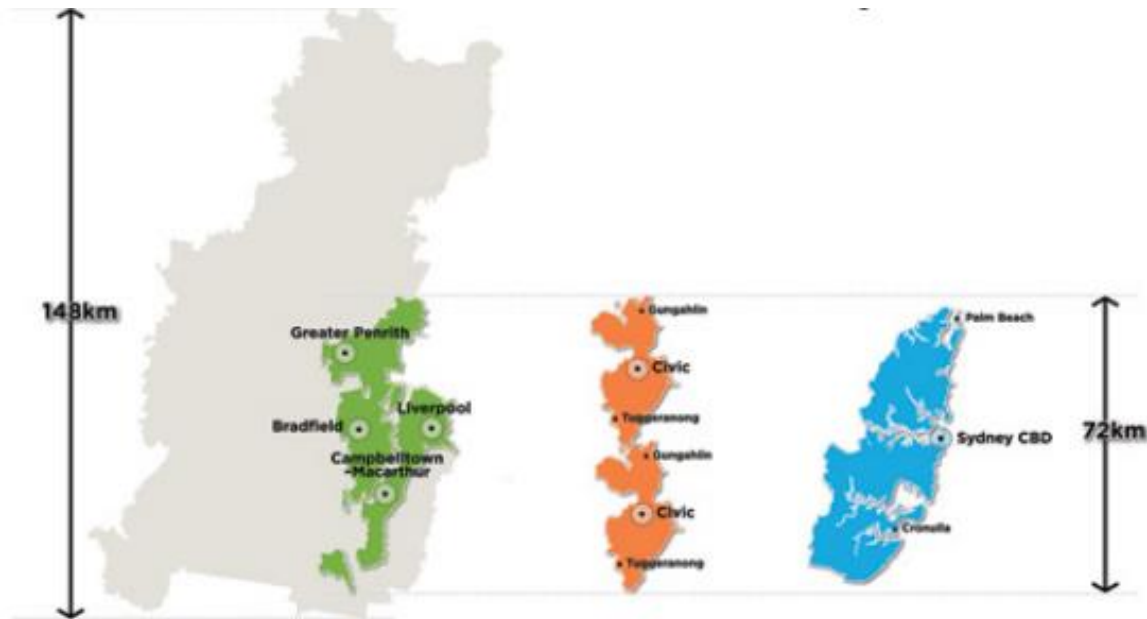 148km
Greater Penrith
Bradfield
Liverpool
Campbelltown
-Macarthur
Gungahlin
Civic
Tuggeranong
Gungahlin
Civic
Tuggeranong
Palm Beach
Sydney CBD
Cronulla
72km